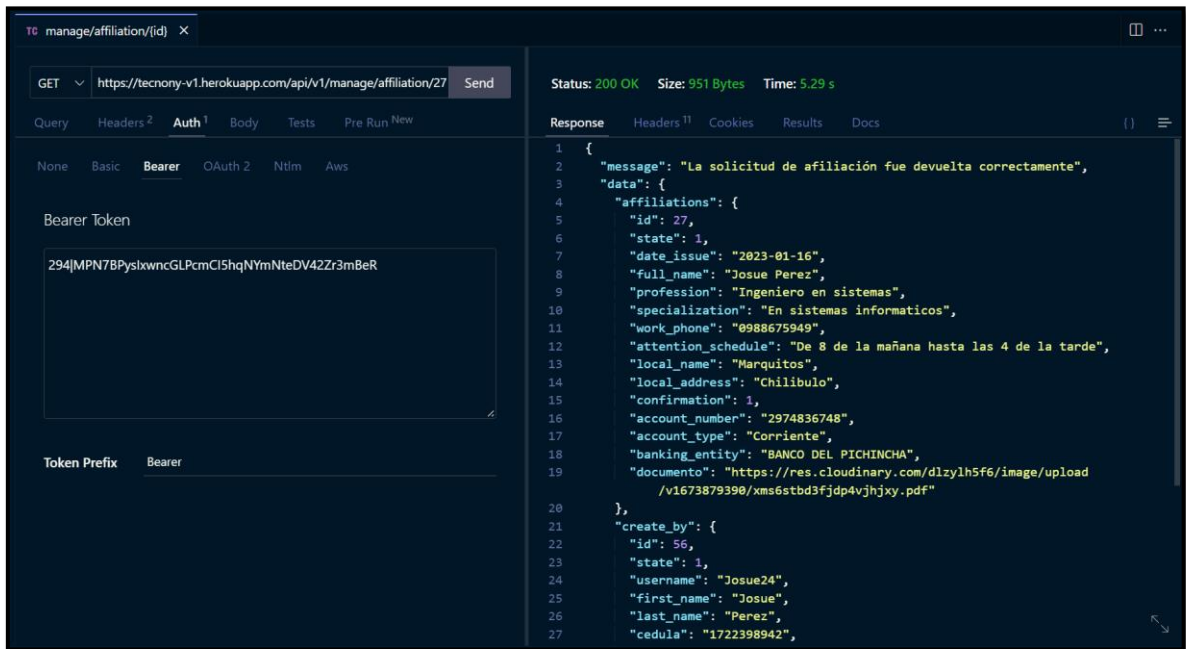 TC manage/affiliation/{id} ×
GET https://tecnony-v1.herokuapp.com/api/v1/manage/affiliation/27 Send
Query Headers 2 Auth 1 Body Tests Pre Run New
None Basic Bearer OAuth 2 Ntlm Aws
Bearer Token
294|MPN7BPysIxwncGLPcmCI5hqNYmNteDV42Zr3mBeR
Token Prefix Bearer
Status: 200 OK Size: 951 Bytes Time: 5.29 s
Response Headers 11 Cookies Results Docs { }
1 {
2 "message": "La solicitud de afiliación fue devuelta correctamente",
3 "data": {
4 "affiliations": {
5 "id": 27,
6 "state": 1,
7 "date_issue": "2023-01-16",
8 "full_name": "Josue Perez",
9 "profession": "Ingeniero en sistemas",
10 "specialization": "En sistemas informaticos",
11 "work_phone": "0988675949",
12 "attention_schedule": "De 8 de la mañana hasta las 4 de la tarde",
13 "local_name": "Marquitos",
14 "local_address": "Chilibulo",
15 "confirmation": 1,
16 "account_number": "2974836748",
17 "account_type": "Corriente",
18 "banking_entity": "BANCO DEL PICHINCHA",
19 "documento": "https://res.cloudinary.com/dlzylh5f6/image/upload
/v1673879390/xms6stbd3fjdp4vjhjxy.pdf"
20 },
21 "create_by": {
22 "id": 56,
23 "state": 1,
24 "username": "Josue24",
25 "first_name": "Josue",
26 "last_name": "Perez",
27 "cedula": "1722398942",